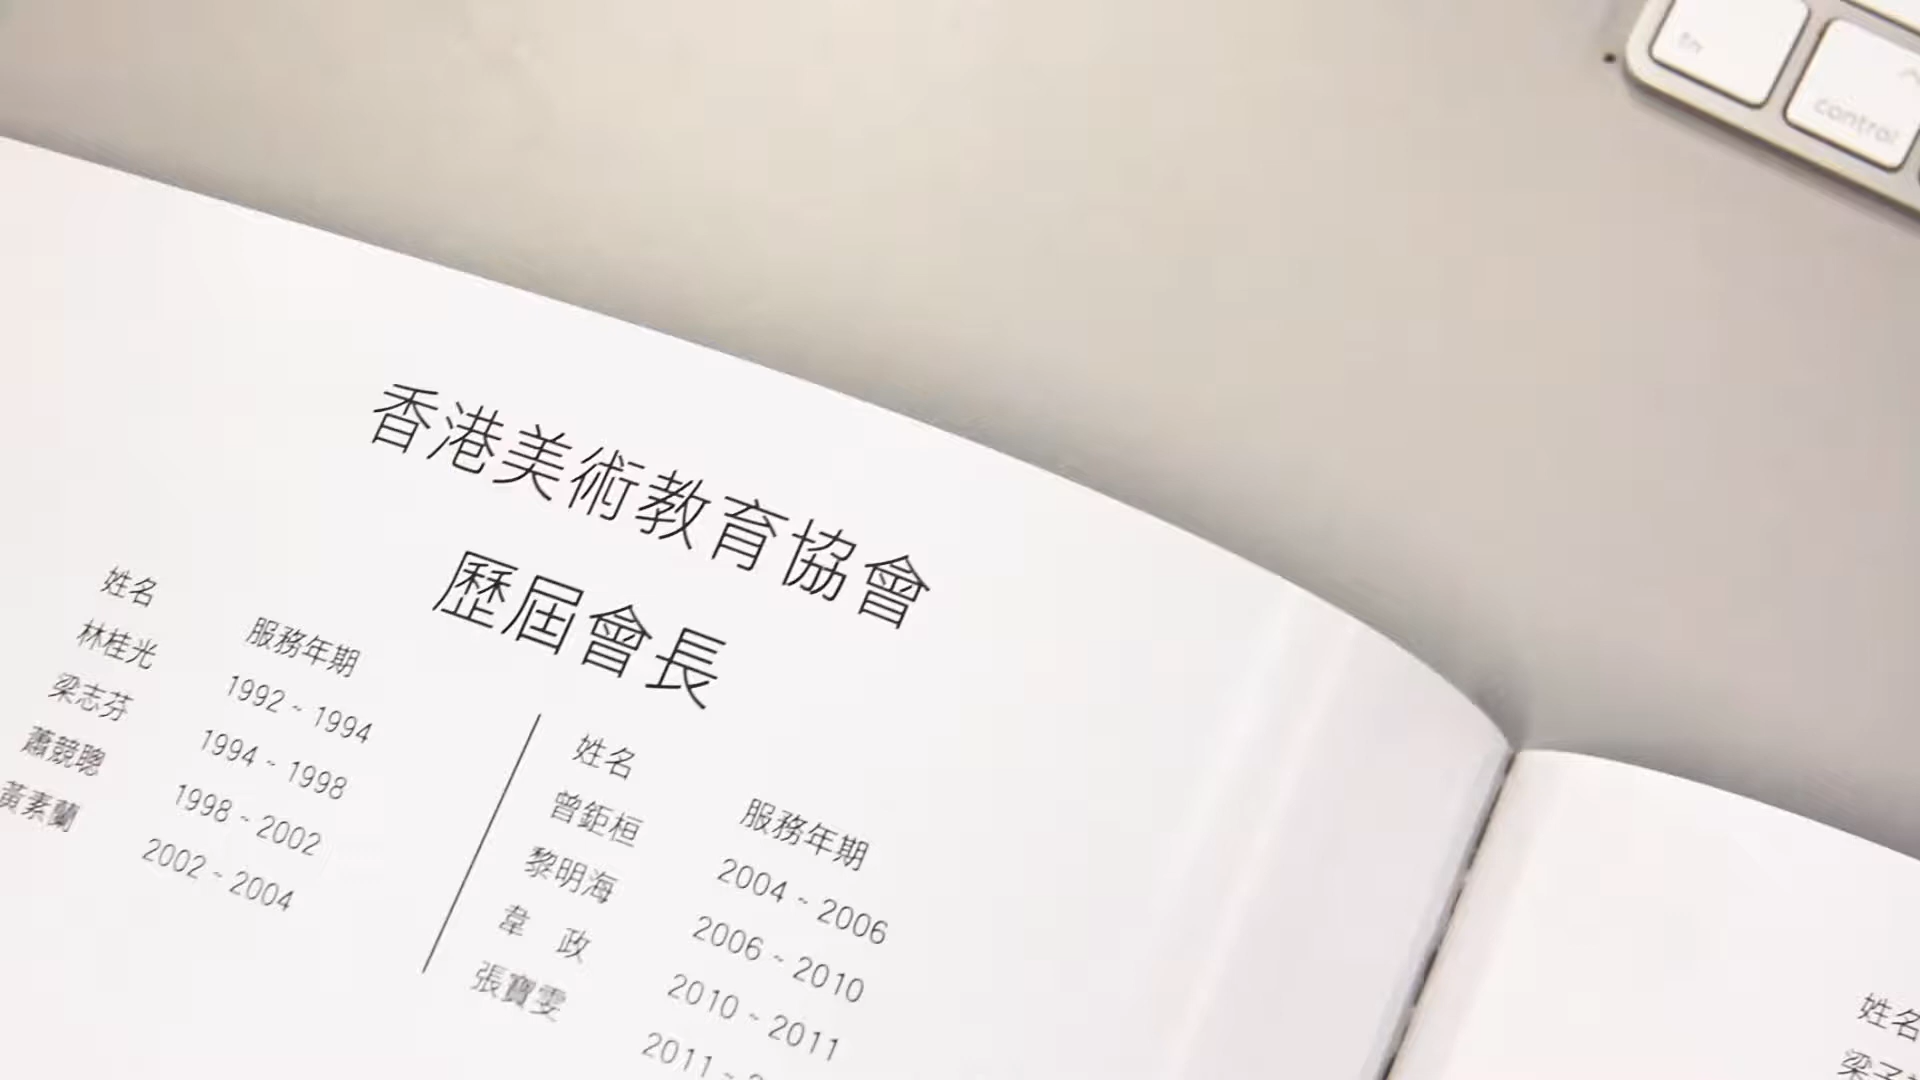 fn
control
香港美術教育協會
歷屆會長
姓名 服務年期
林桂光 1992 ~ 1994
梁志芬 1994 ~ 1998
蕭競聰 1998 ~ 2002
黃素蘭 2002 ~ 2004
姓名 服務年期
曾鉅桓 2004 ~ 2006
黎明海 2006 ~ 2010
韋 政 2010 ~ 2011
張寶雯 2011 ~
姓名